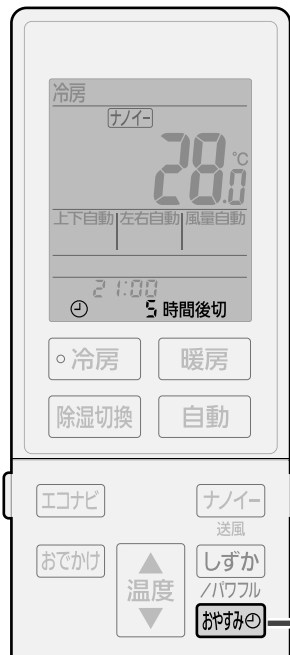 冷房
ナノイー
28.0℃
上下自動 左右自動 風量自動
21:00
5 時間後切
冷房 暖房
除湿切換 自動
エコナビ ナノイー
送風
おでかけ ▲ 温度 ▼ しずか
/パワフル
おやすみ